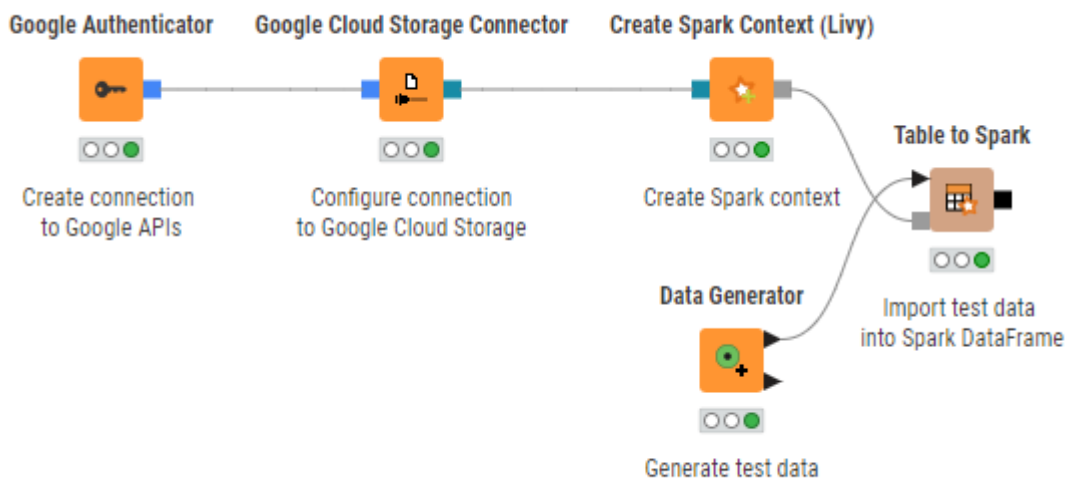 Google Authenticator
Google Cloud Storage Connector
Create Spark Context (Livy)
Create connection
to Google APIs
Configure connection
to Google Cloud Storage
Create Spark context
Table to Spark
Import test data
into Spark DataFrame
Data Generator
Generate test data